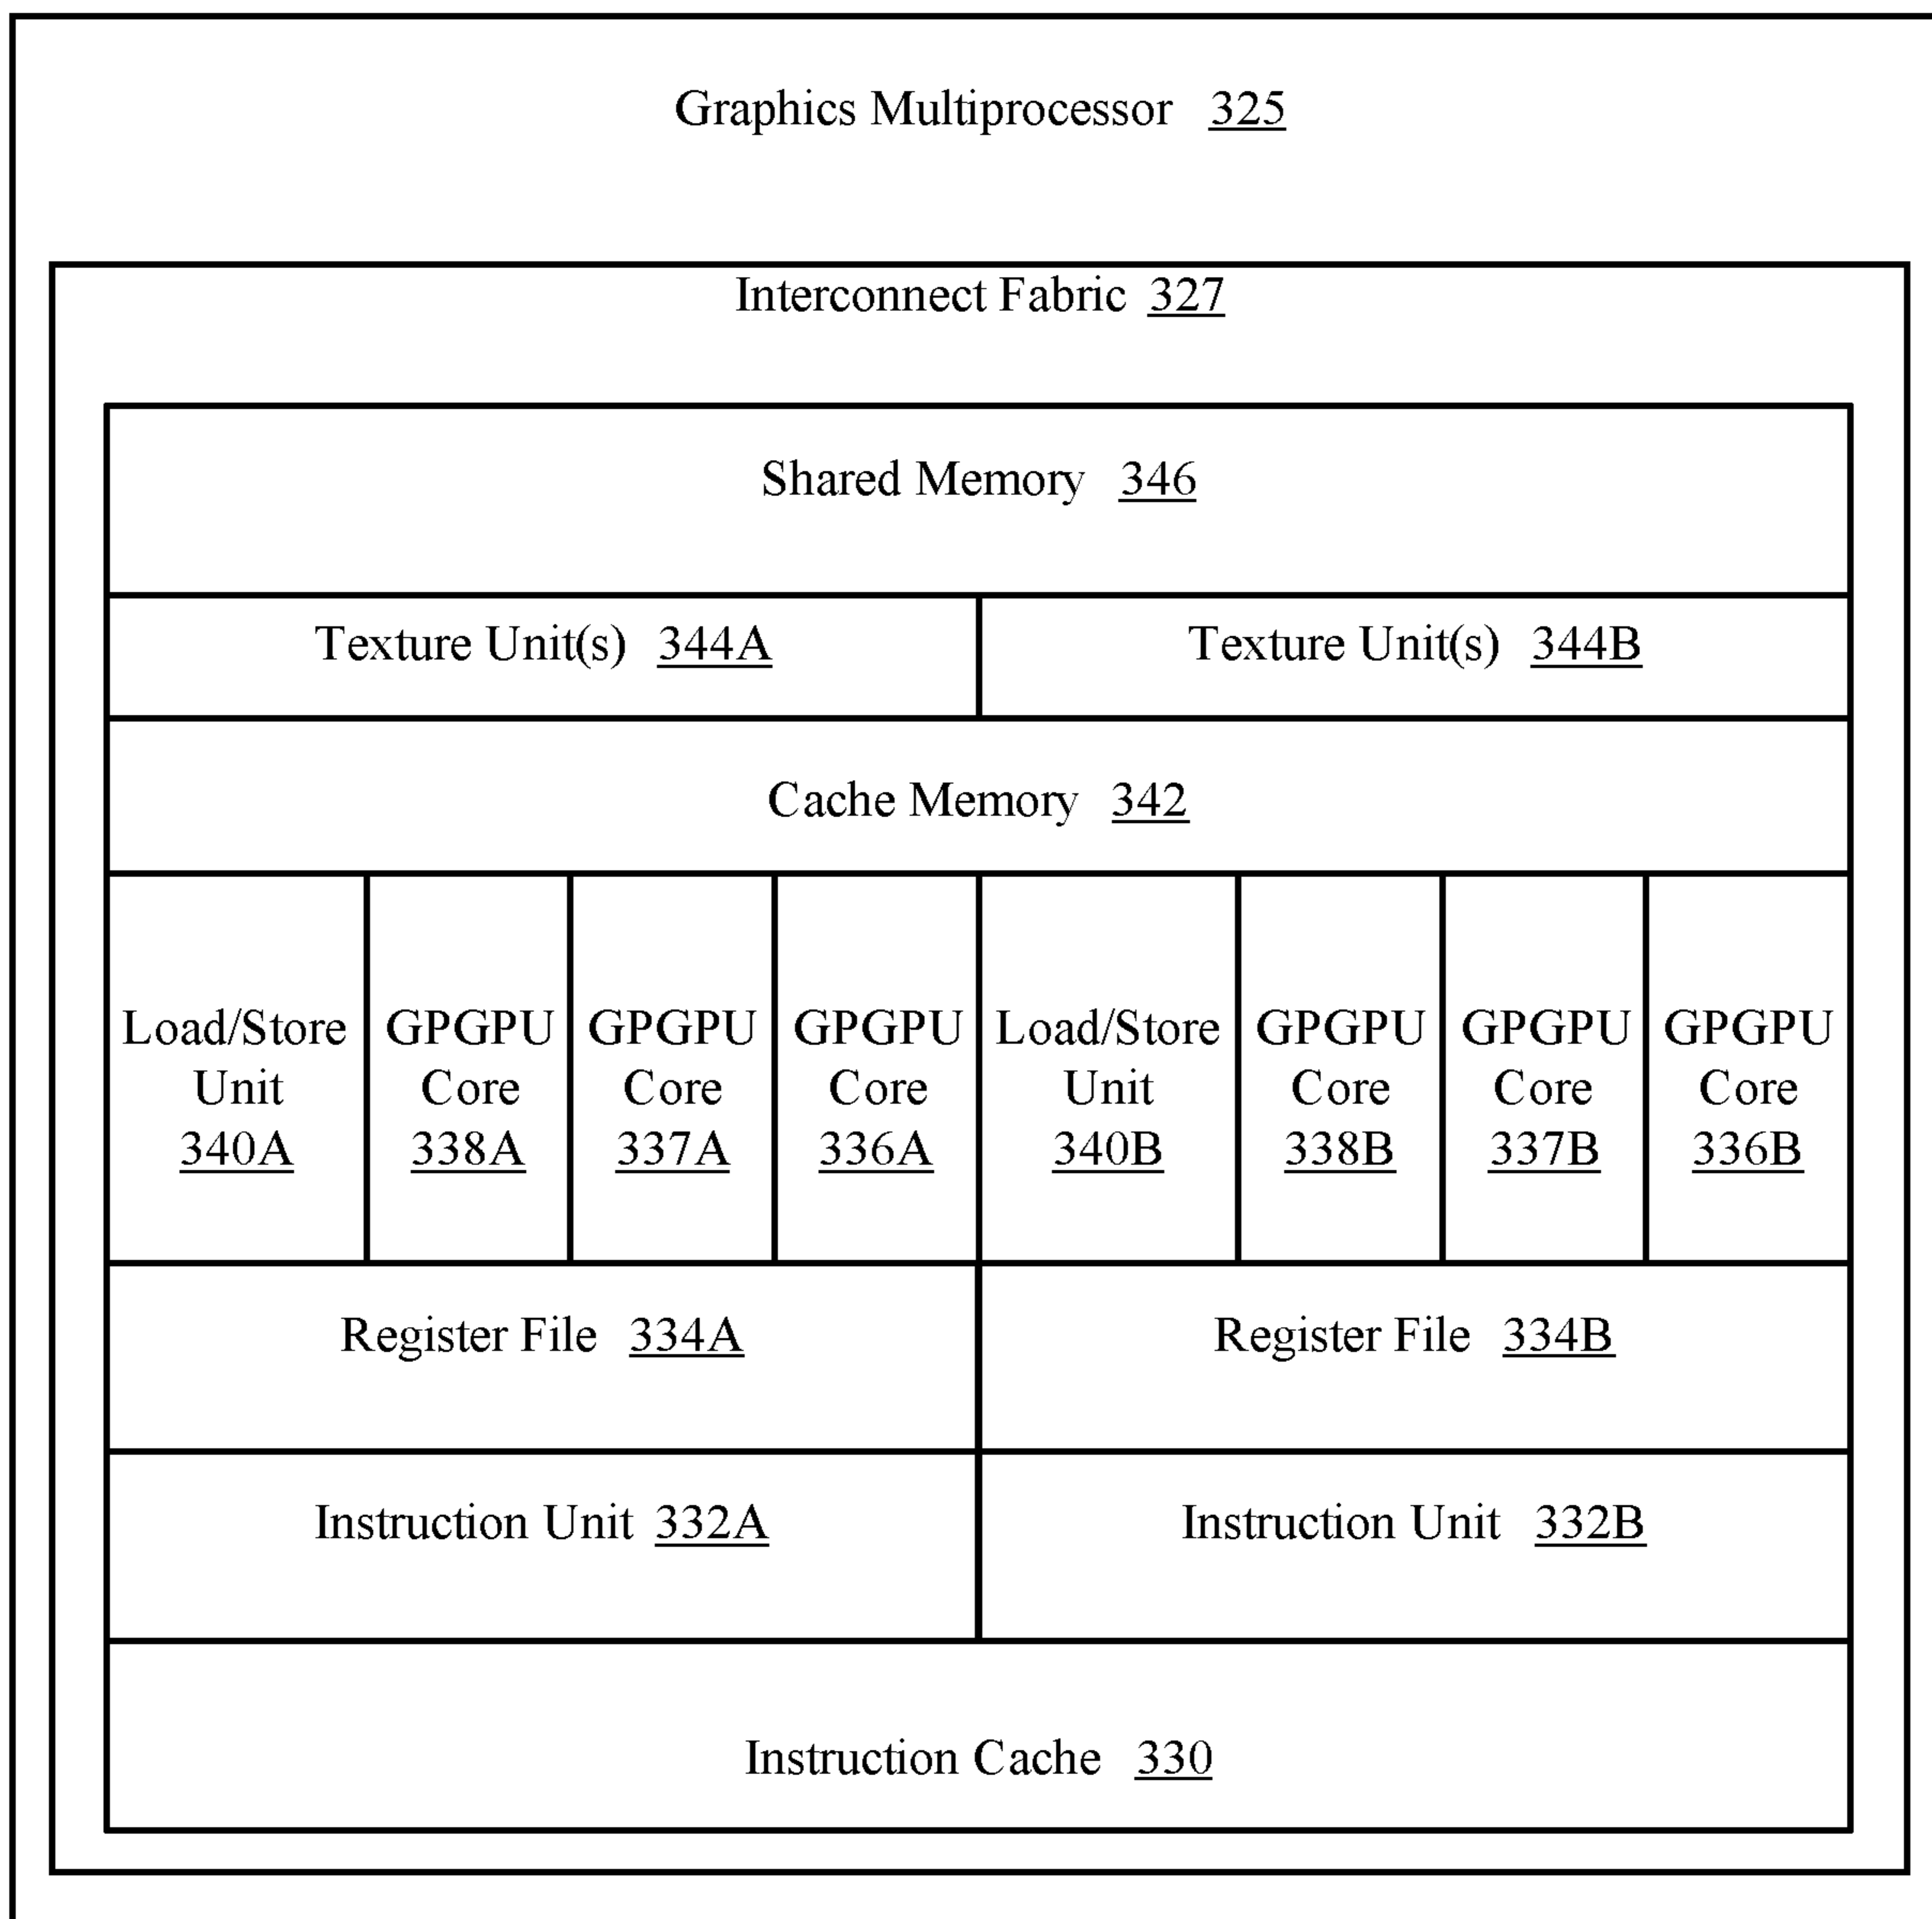 Graphics Multiprocessor 325
Interconnect Fabric 327
Shared Memory 346
Texture Unit(s) 344A
Texture Unit(s) 344B
Cache Memory 342
Load/Store
Unit
340A
GPGPU
Core
338A
GPGPU
Core
337A
GPGPU
Core
336A
Load/Store
Unit
340B
GPGPU
Core
338B
GPGPU
Core
337B
GPGPU
Core
336B
Register File 334A
Register File 334B
Instruction Unit 332A
Instruction Unit 332B
Instruction Cache 330